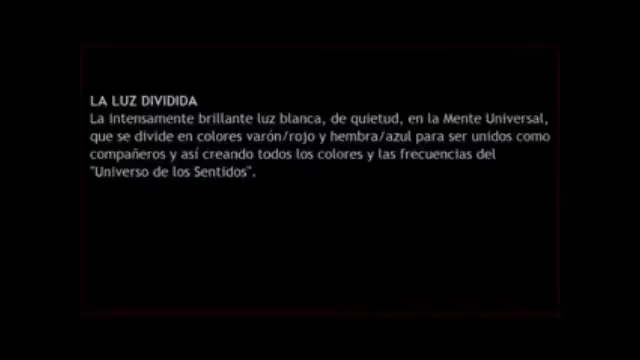 LA LUZ DIVIDIDA
La intensamente brillante luz blanca, de quietud, en la Mente Universal,
que se divide en colores varón/rojo y hembra/azul para ser unidos como
compañeros y así creando todos los colores y las frecuencias del
"Universo de los Sentidos".